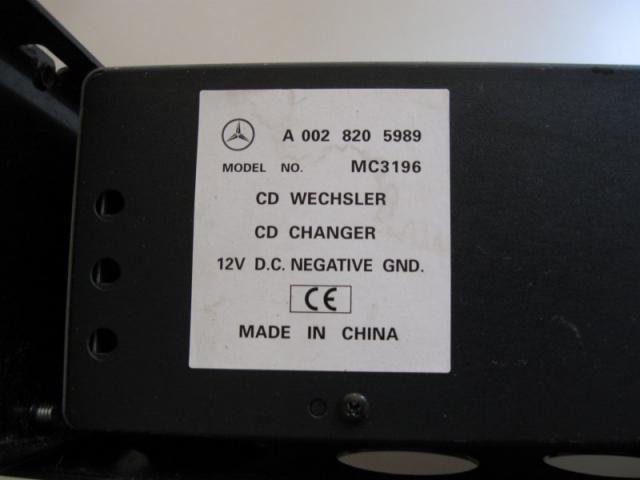 A 002 820 5989
MODEL NO. MC3196
CD WECHSLER
CD CHANGER
12V D.C. NEGATIVE GND.
CE
MADE IN CHINA